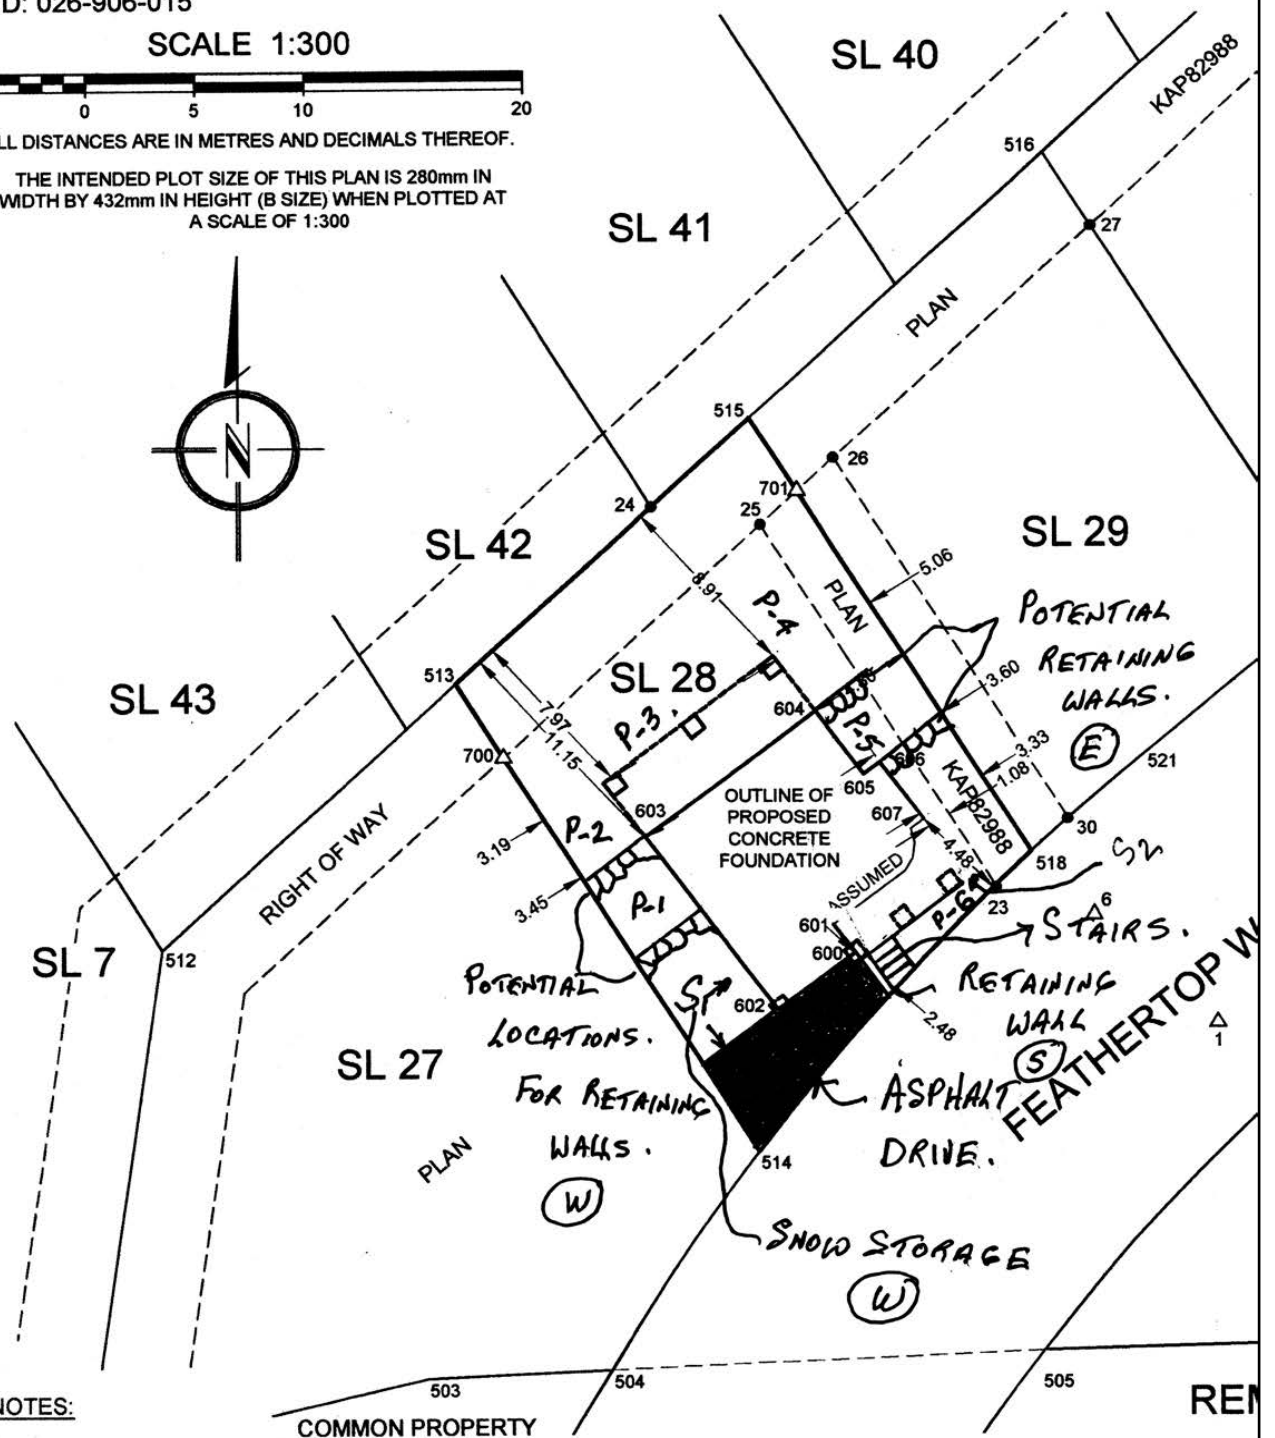 D: 026-906-015
SCALE 1:300
0 5 10 20
LL DISTANCES ARE IN METRES AND DECIMALS THEREOF.
THE INTENDED PLOT SIZE OF THIS PLAN IS 280mm IN
WIDTH BY 432mm IN HEIGHT (B SIZE) WHEN PLOTTED AT
A SCALE OF 1:300
SL 40
KAP82988
516
27
SL 41
PLAN
N
515
26
701
25
24
SL 42
SL 29
5.06
8.91
P-4
PLAN
POTENTIAL
RETAINING
WALLS.
E
513
SL 43
SL 28
3.60
604
P-3.
P-5
7.97
11.15
700
606
3.33
521
605
1.08
KAP82988
603
OUTLINE OF
PROPOSED
CONCRETE
FOUNDATION
607
30
P-2
4.48
518
S2
3.19
RIGHT OF WAY
ASSUMED
P-6
23
6
3.45
P-1
601
STAIRS.
600
SL 7
512
POTENTIAL
LOCATIONS.
FOR RETAINING
WALLS.
W
S1
602
RETAINING
WALL
S
2.48
1
SL 27
FEATHERTOP W
ASPHALT
DRIVE.
PLAN
514
SNOW STORAGE
W
503
504
505
NOTES:
COMMON PROPERTY
REM